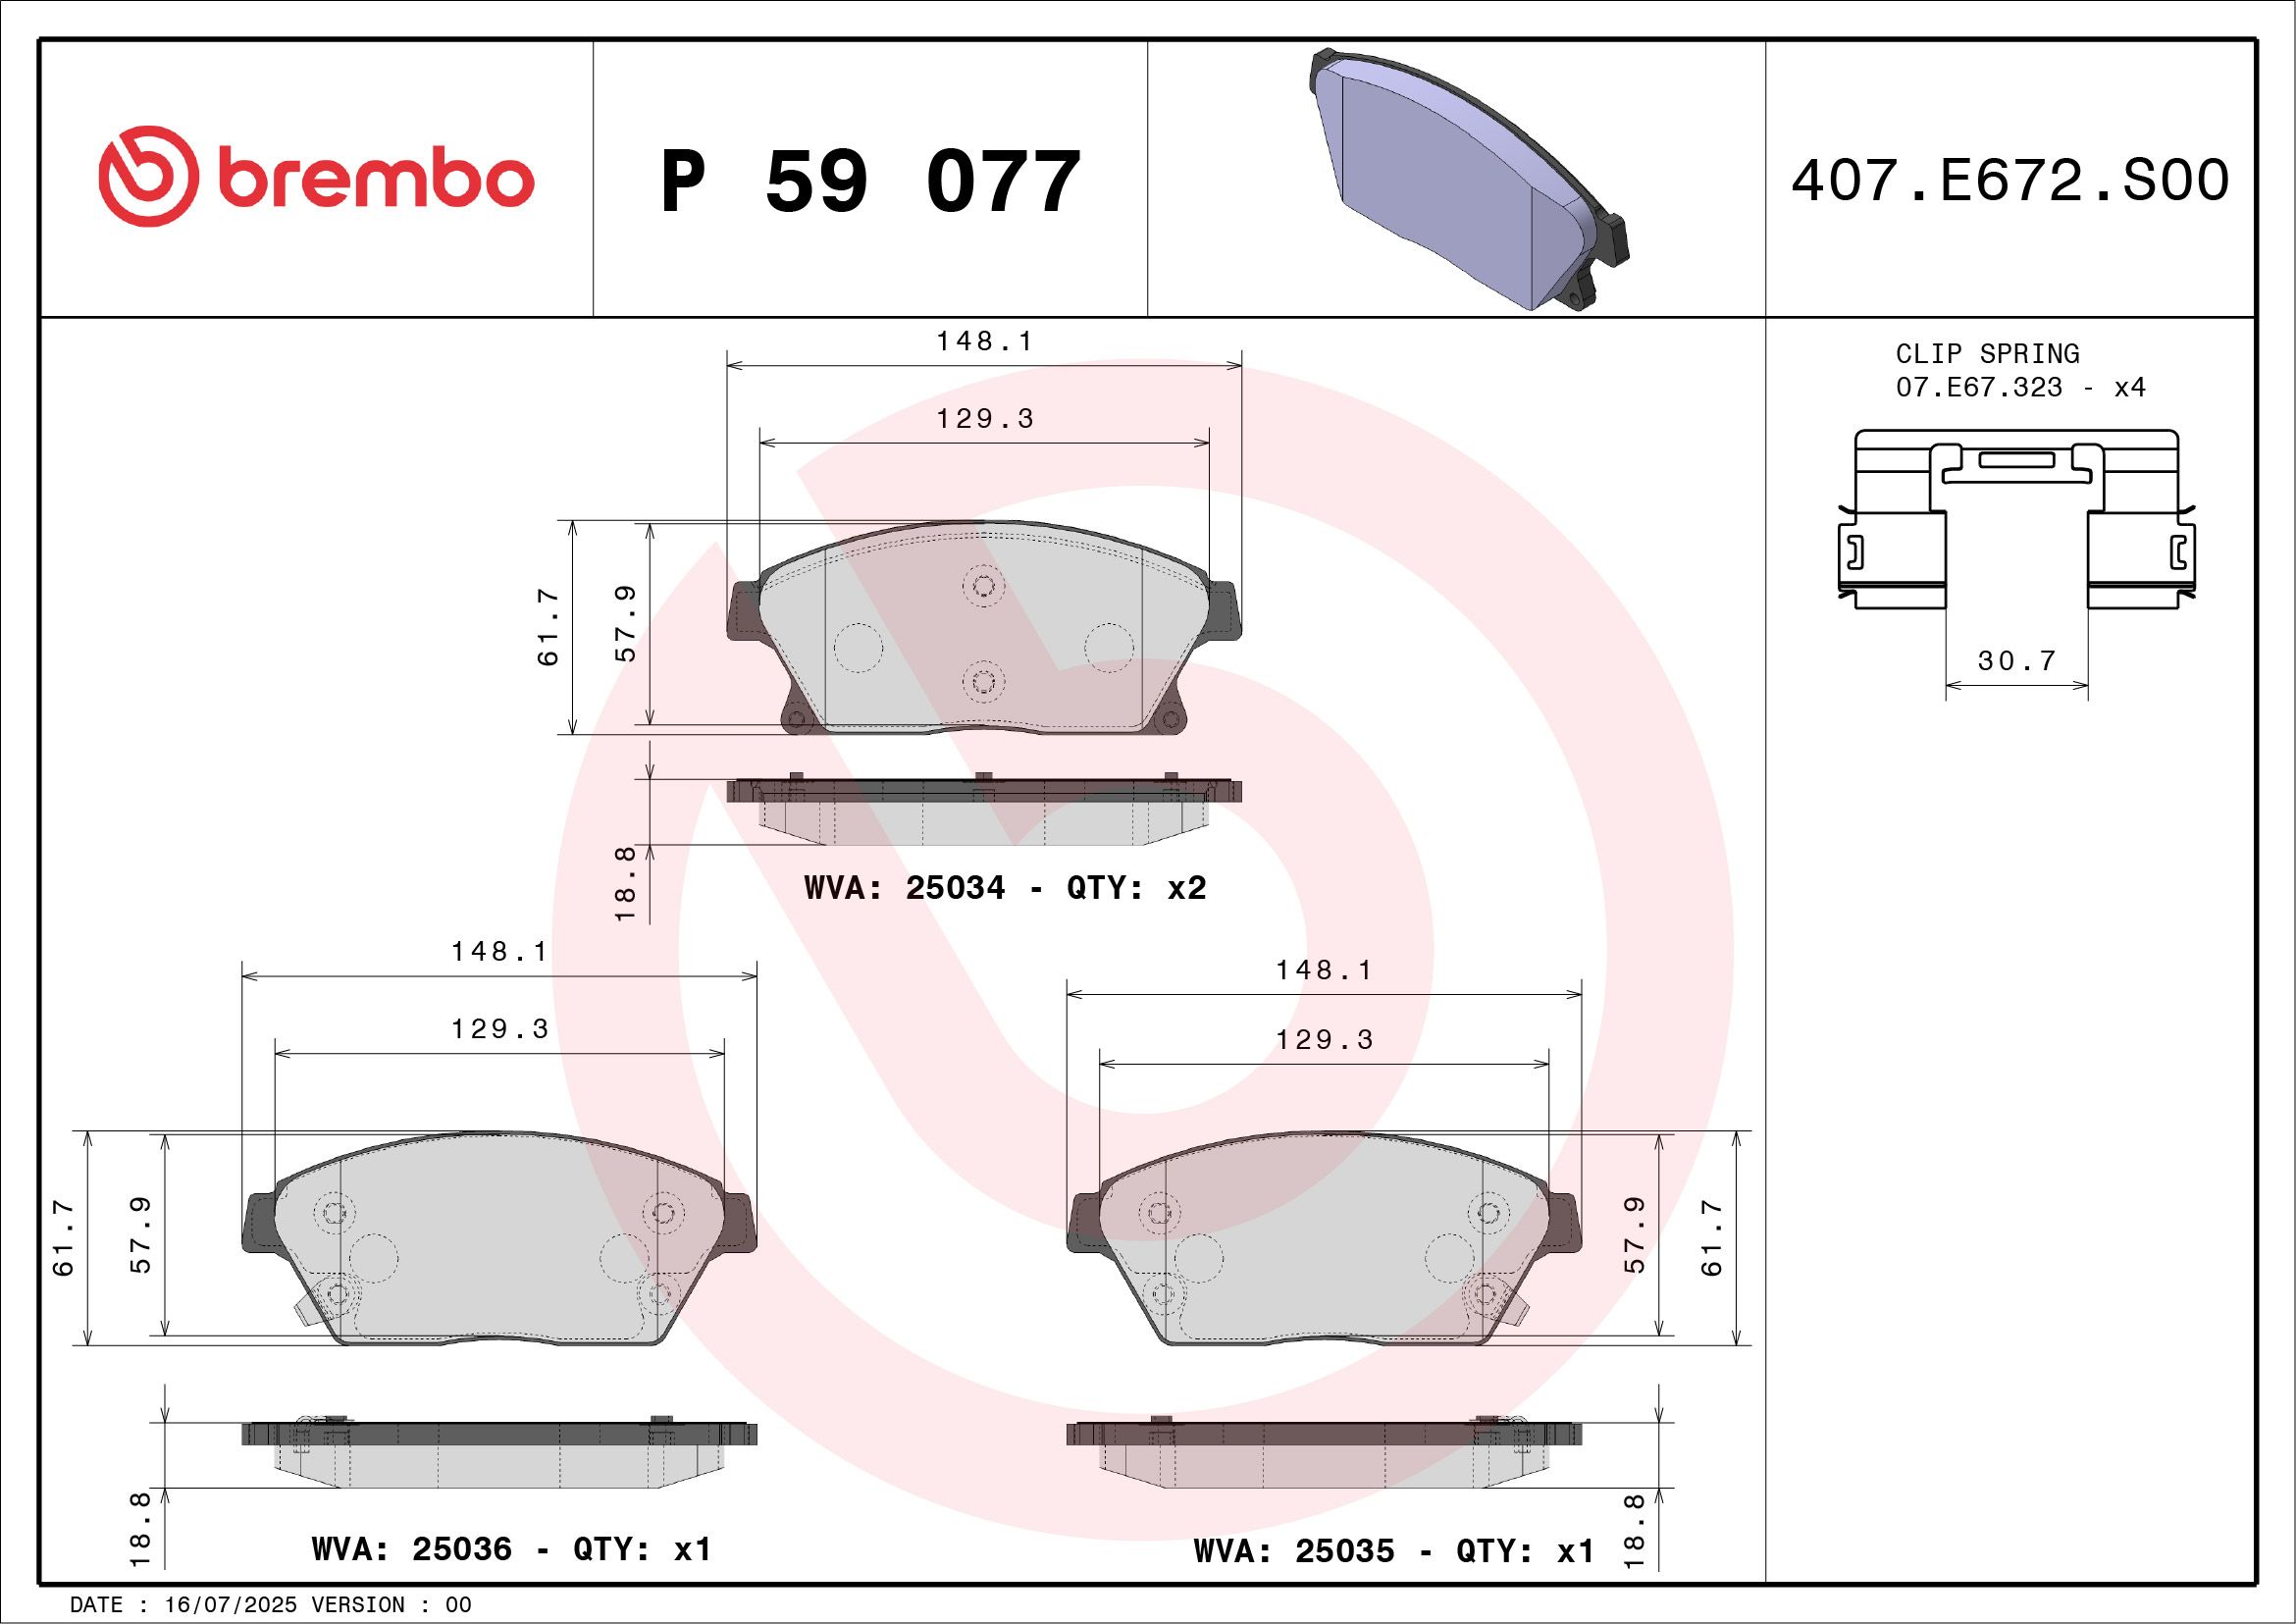 brembo
P 59 077
407.E672.S00
CLIP SPRING
07.E67.323 - x4
30.7
148.1
129.3
61.7
57.9
18.8
WVA: 25034 - QTY: x2
148.1
129.3
61.7
57.9
18.8
WVA: 25036 - QTY: x1
148.1
129.3
57.9
61.7
18.8
WVA: 25035 - QTY: x1
DATE : 16/07/2025 VERSION : 00